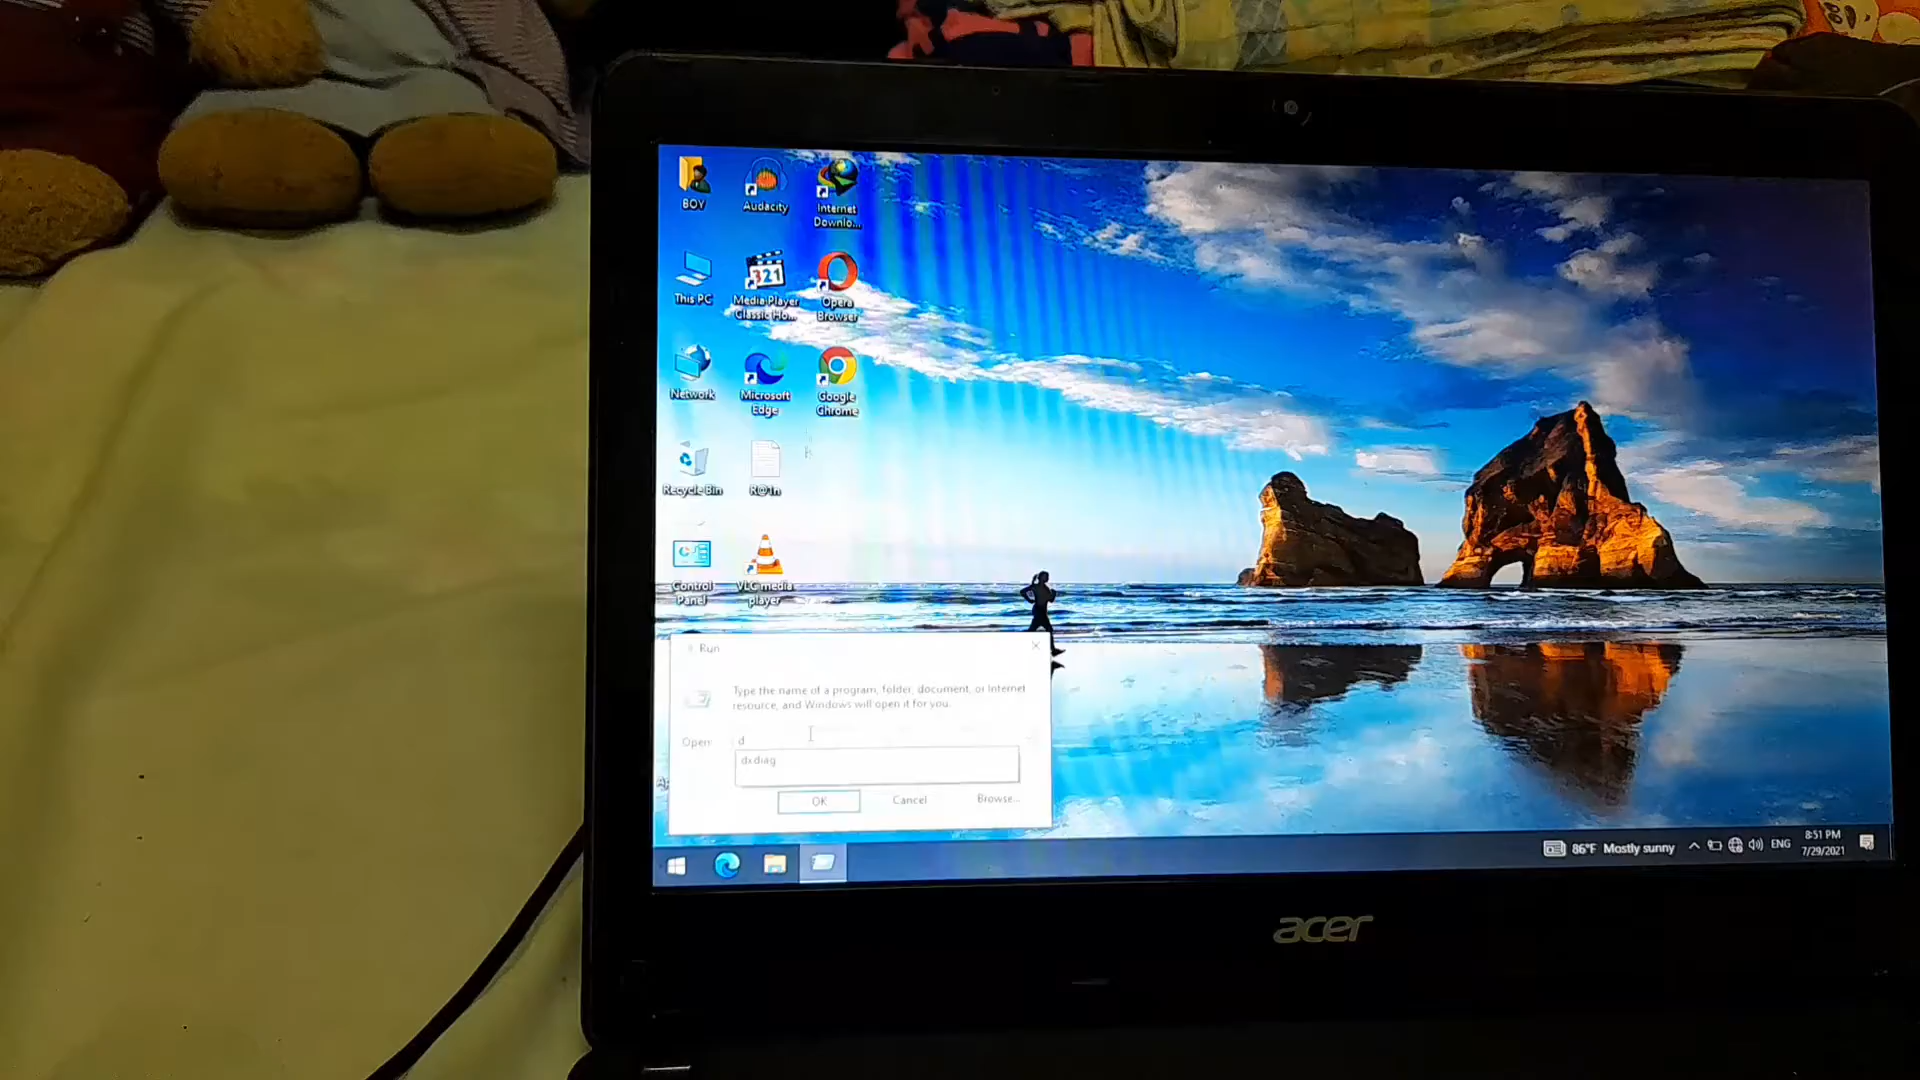 BOY
Audacity
Internet
Downlo...
This PC
Media Player
Classic Ho...
321
Opera
Browser
Network
Microsoft
Edge
Google
Chrome
Recycle Bin
R@1n
Control
Panel
VLC media
player
Run
Type the name of a program, folder, document, or Internet
resource, and Windows will open it for you.
Open:
d
dxdiag
OK
Cancel
Browse...
86°F Mostly sunny
ENG
8:51 PM
7/29/2021
acer